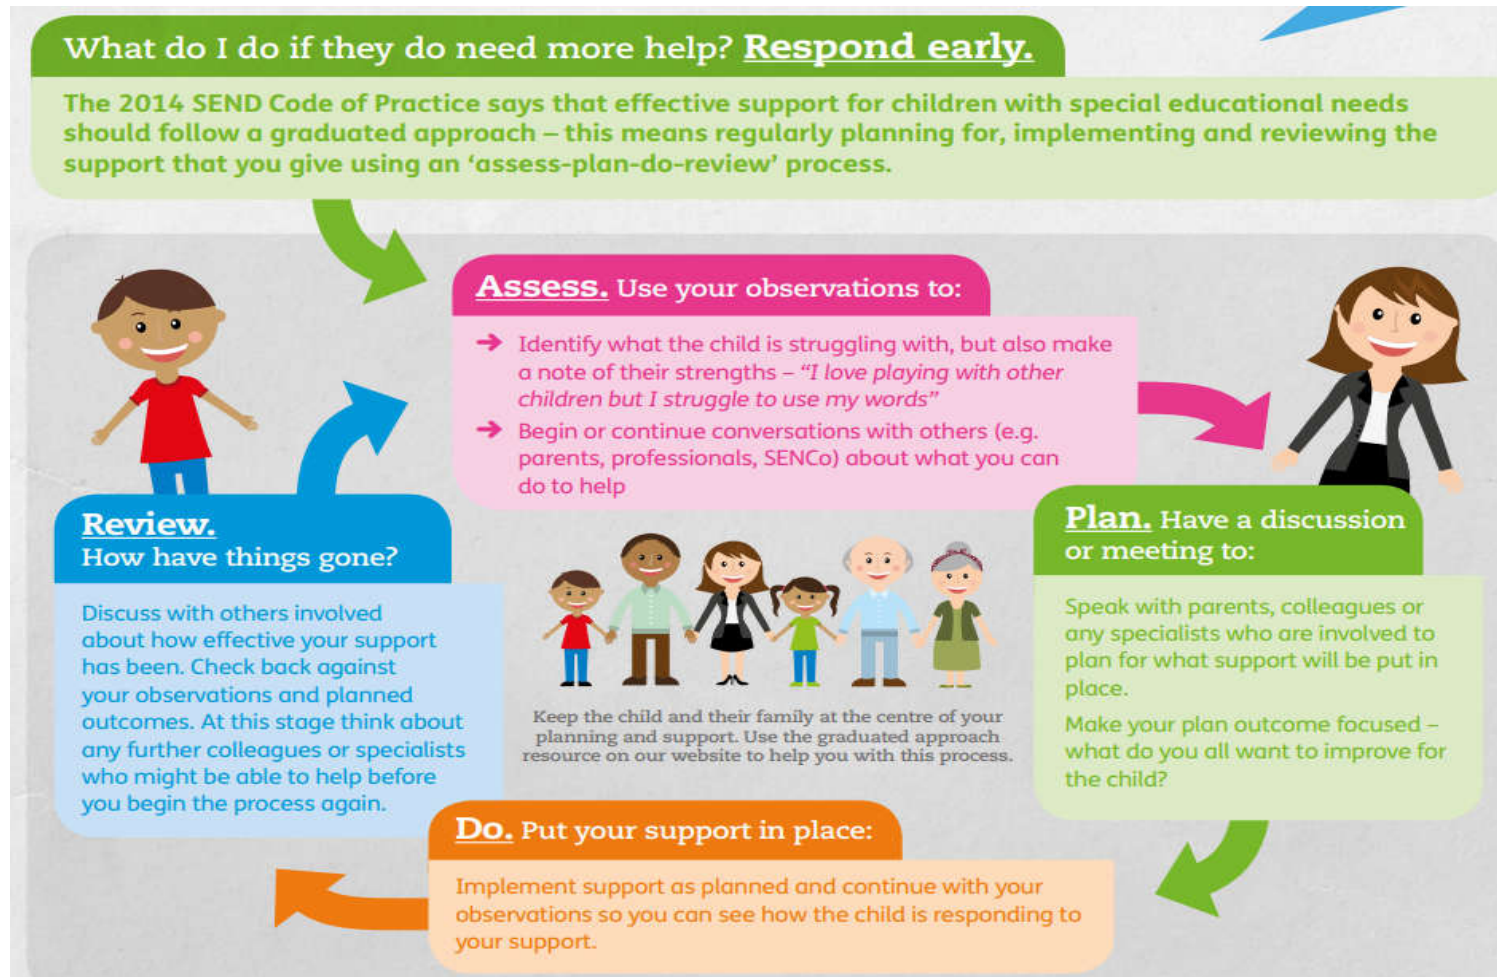 What do I do if they do need more help? Respond early.
The 2014 SEND Code of Practice says that effective support for children with special educational needs
should follow a graduated approach – this means regularly planning for, implementing and reviewing the
support that you give using an ‘assess-plan-do-review’ process.
Assess. Use your observations to:
➔ Identify what the child is struggling with, but also make
a note of their strengths – “I love playing with other
children but I struggle to use my words”
➔ Begin or continue conversations with others (e.g.
parents, professionals, SENCo) about what you can
do to help
Plan. Have a discussion
or meeting to:
Speak with parents, colleagues or
any specialists who are involved to
plan for what support will be put in
place.
Make your plan outcome focused –
what do you all want to improve for
the child?
Do. Put your support in place:
Implement support as planned and continue with your
observations so you can see how the child is responding to
your support.
Review.
How have things gone?
Discuss with others involved
about how effective your support
has been. Check back against
your observations and planned
outcomes. At this stage think about
any further colleagues or specialists
who might be able to help before
you begin the process again.
Keep the child and their family at the centre of your
planning and support. Use the graduated approach
resource on our website to help you with this process.